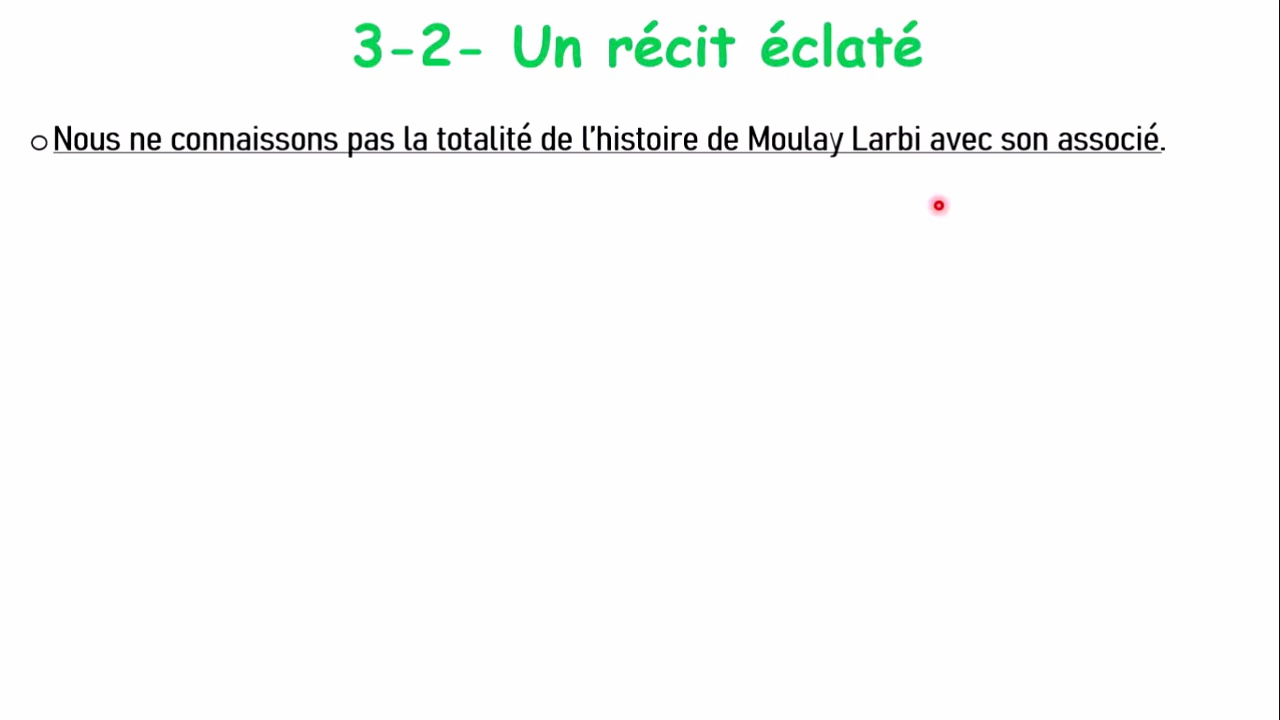 3-2- Un récit éclaté
o Nous ne connaissons pas la totalité de l’histoire de Moulay Larbi avec son associé.